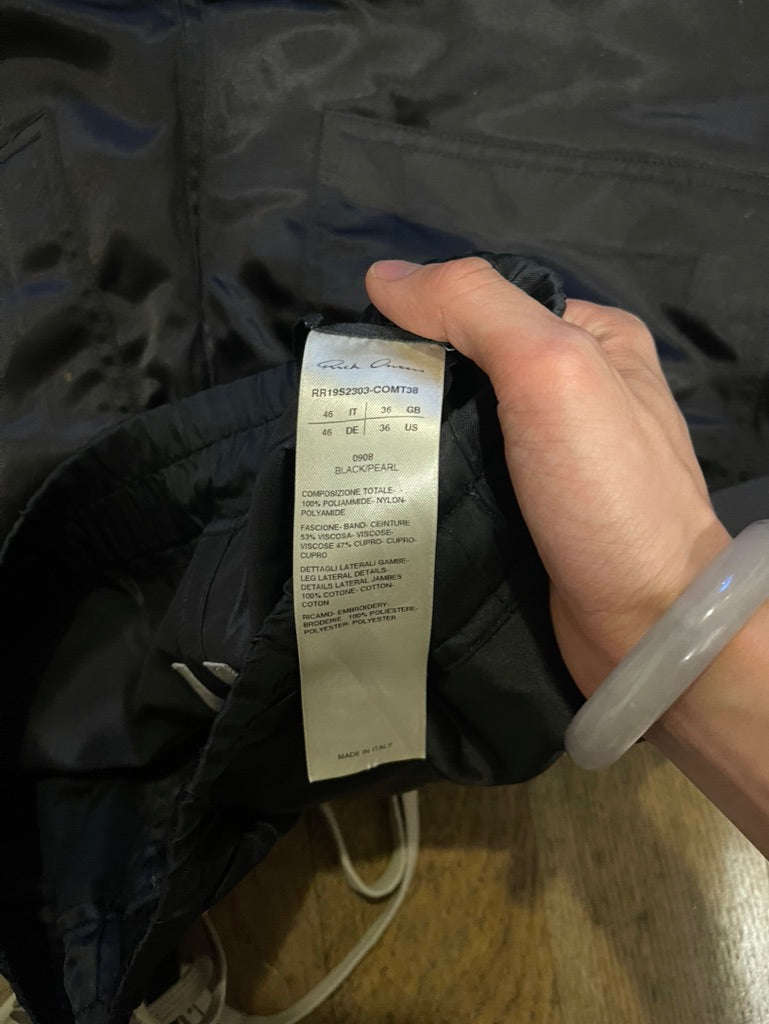 Rick Owens
RR19S2303-COMT38
46 IT 36 GB
46 DE 36 US
0908
BLACK/PEARL
COMPOSIZIONE TOTALE- -
100% POLIAMMIDE- NYLON-
POLYAMIDE
FASCIONE- BAND- CEINTURE
53% VISCOSA- VISCOSE-
VISCOSE 47% CUPRO- CUPRO-
CUPRO
DETTAGLI LATERALI GAMBE-
LEG LATERAL DETAILS-
DETAILS LATERAL JAMBES
100% COTONE- COTTON-
COTON
RICAMO- EMBROIDERY-
BRODERIE 100% POLIESTERE-
POLYESTER- POLYESTER
MADE IN ITALY